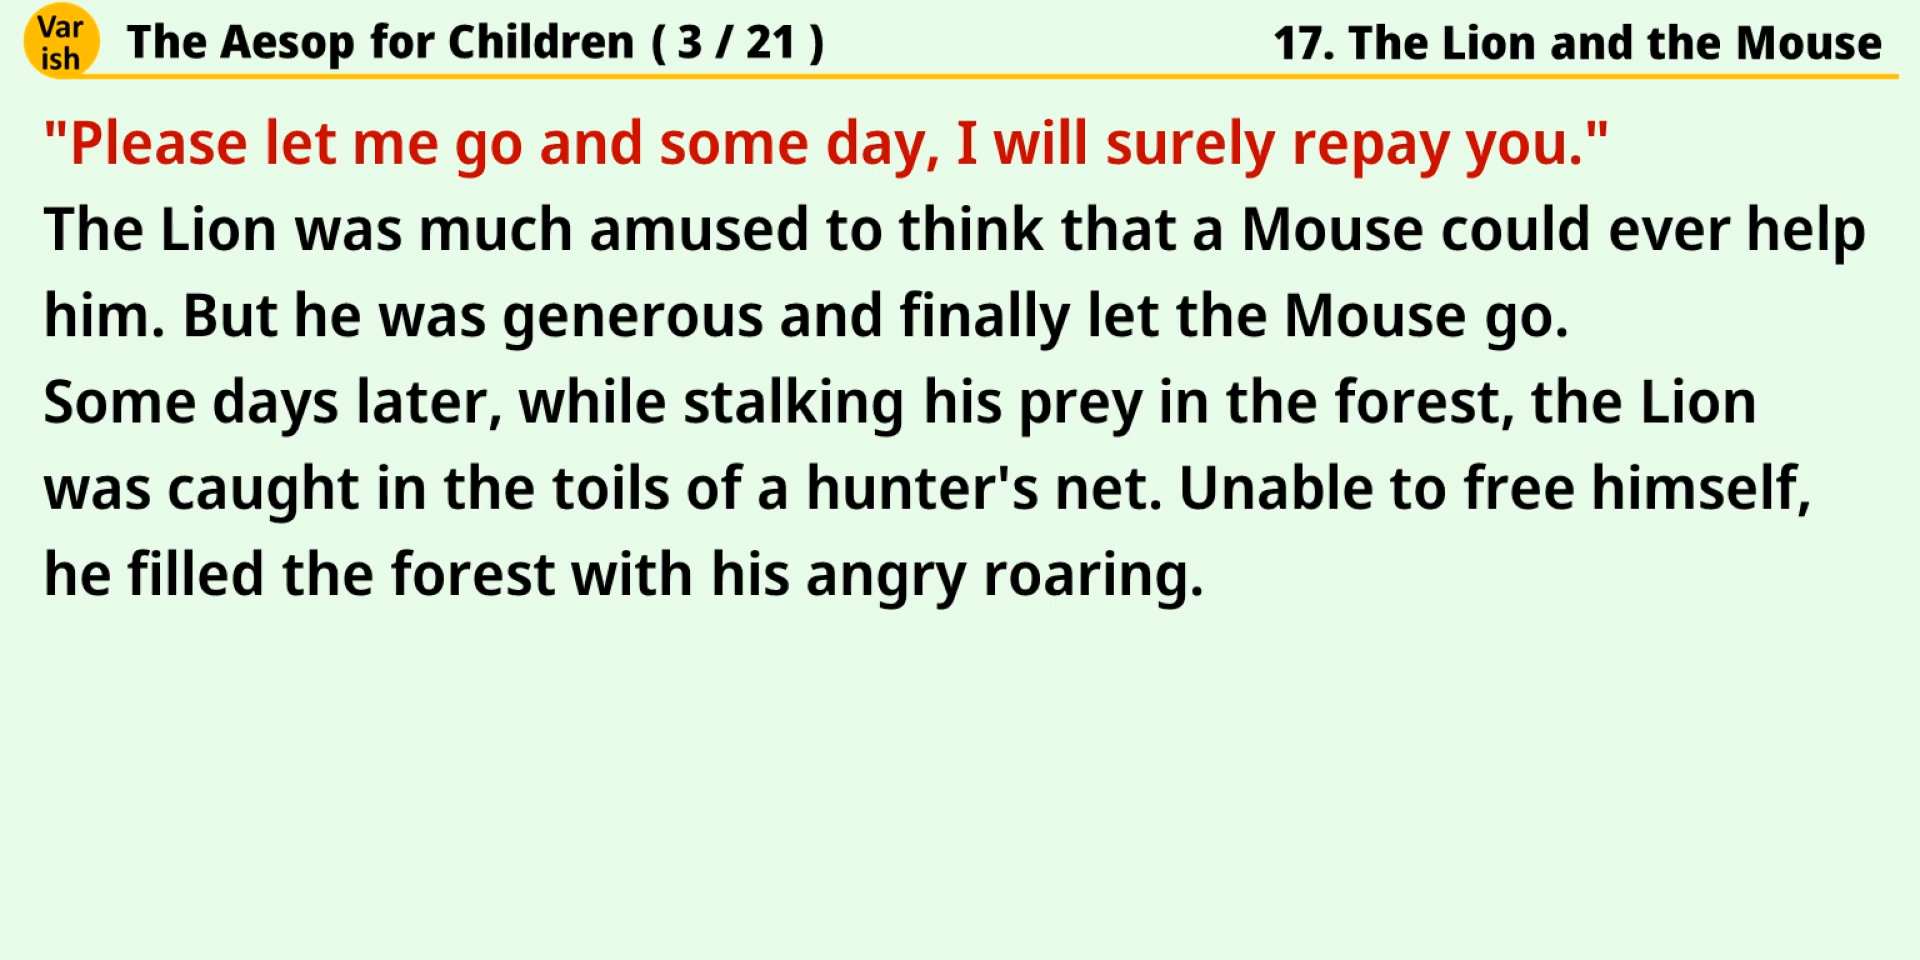 Var
ish
The Aesop for Children ( 3 / 21 )
17. The Lion and the Mouse
"Please let me go and some day, I will surely repay you."
The Lion was much amused to think that a Mouse could ever help
him. But he was generous and finally let the Mouse go.
Some days later, while stalking his prey in the forest, the Lion
was caught in the toils of a hunter's net. Unable to free himself,
he filled the forest with his angry roaring.